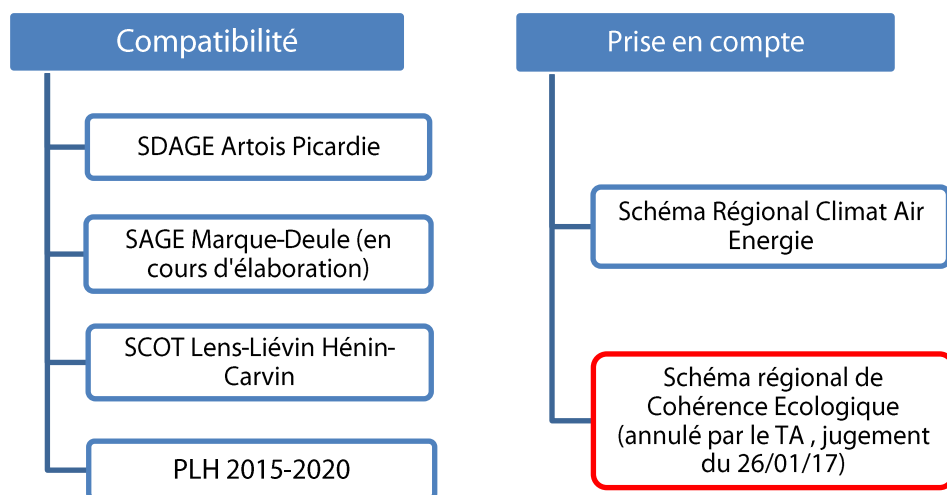 Compatibilité
SDAGE Artois Picardie
SAGE Marque-Deule (en
cours d'élaboration)
SCOT Lens-Liévin Hénin-
Carvin
PLH 2015-2020
Prise en compte
Schéma Régional Climat Air
Energie
Schéma régional de
Cohérence Ecologique
(annulé par le TA , jugement
du 26/01/17)